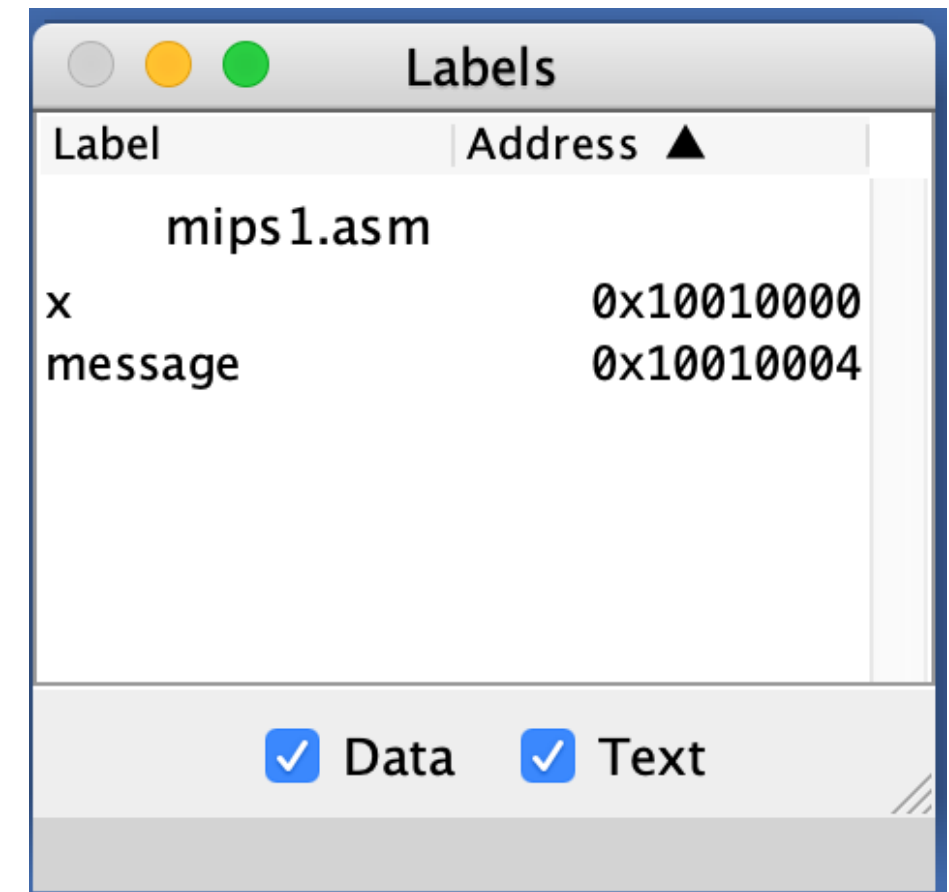 Labels
Label Address ▲
mips1.asm
x 0x10010000
message 0x10010004
Data Text